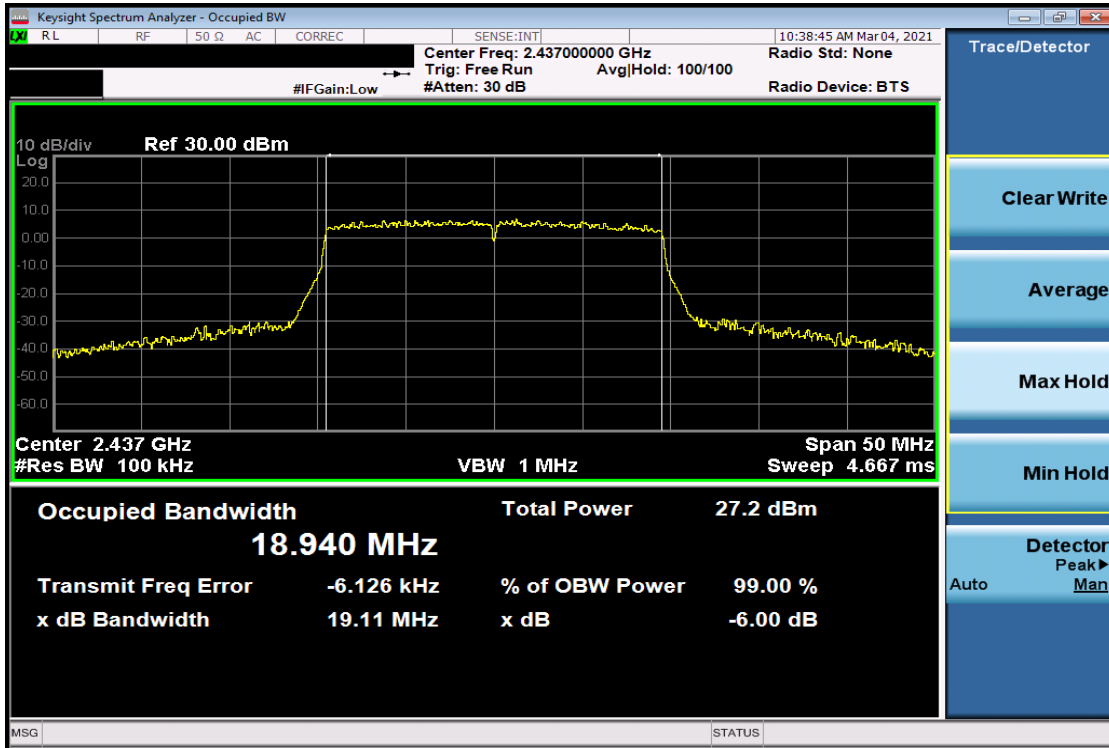 Keysight Spectrum Analyzer - Occupied BW
LXI RL RF 50 Ω AC CORREC SENSE:INT 10:38:45 AM Mar 04, 2021
Center Freq: 2.437000000 GHz Radio Std: None
Trig: Free Run Avg|Hold: 100/100
#IFGain:Low #Atten: 30 dB Radio Device: BTS
10 dB/div Ref 30.00 dBm
Log
20.0
10.0
0.00
-10.0
-20.0
-30.0
-40.0
-50.0
-60.0
Center 2.437 GHz Span 50 MHz
#Res BW 100 kHz VBW 1 MHz Sweep 4.667 ms
Occupied Bandwidth Total Power 27.2 dBm
18.940 MHz
Transmit Freq Error -6.126 kHz % of OBW Power 99.00 %
x dB Bandwidth 19.11 MHz x dB -6.00 dB
MSG STATUS
Trace/Detector
Clear Write
Average
Max Hold
Min Hold
Detector
Peak▶
Auto Man